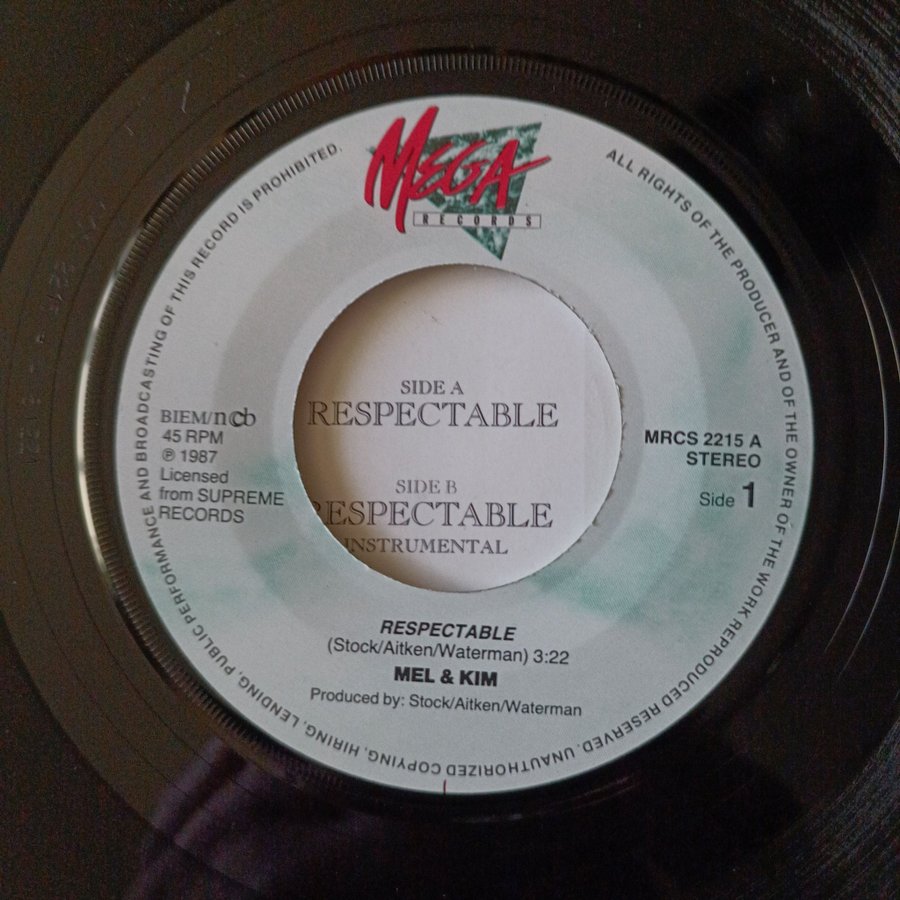 MEGA
RECORDS
ALL RIGHTS OF THE PRODUCER AND OF THE OWNER OF THE WORK REPRODUCED RESERVED. UNAUTHORIZED COPYING, HIRING, LENDING, PUBLIC PERFORMANCE AND BROADCASTING OF THIS RECORD IS PROHIBITED.
SIDE A
RESPECTABLE
SIDE B
RESPECTABLE
INSTRUMENTAL
BIEM/ncb
45 RPM
℗ 1987
Licensed
from SUPREME
RECORDS
MRCS 2215 A
STEREO
Side 1
RESPECTABLE
(Stock/Aitken/Waterman) 3:22
MEL & KIM
Produced by: Stock/Aitken/Waterman